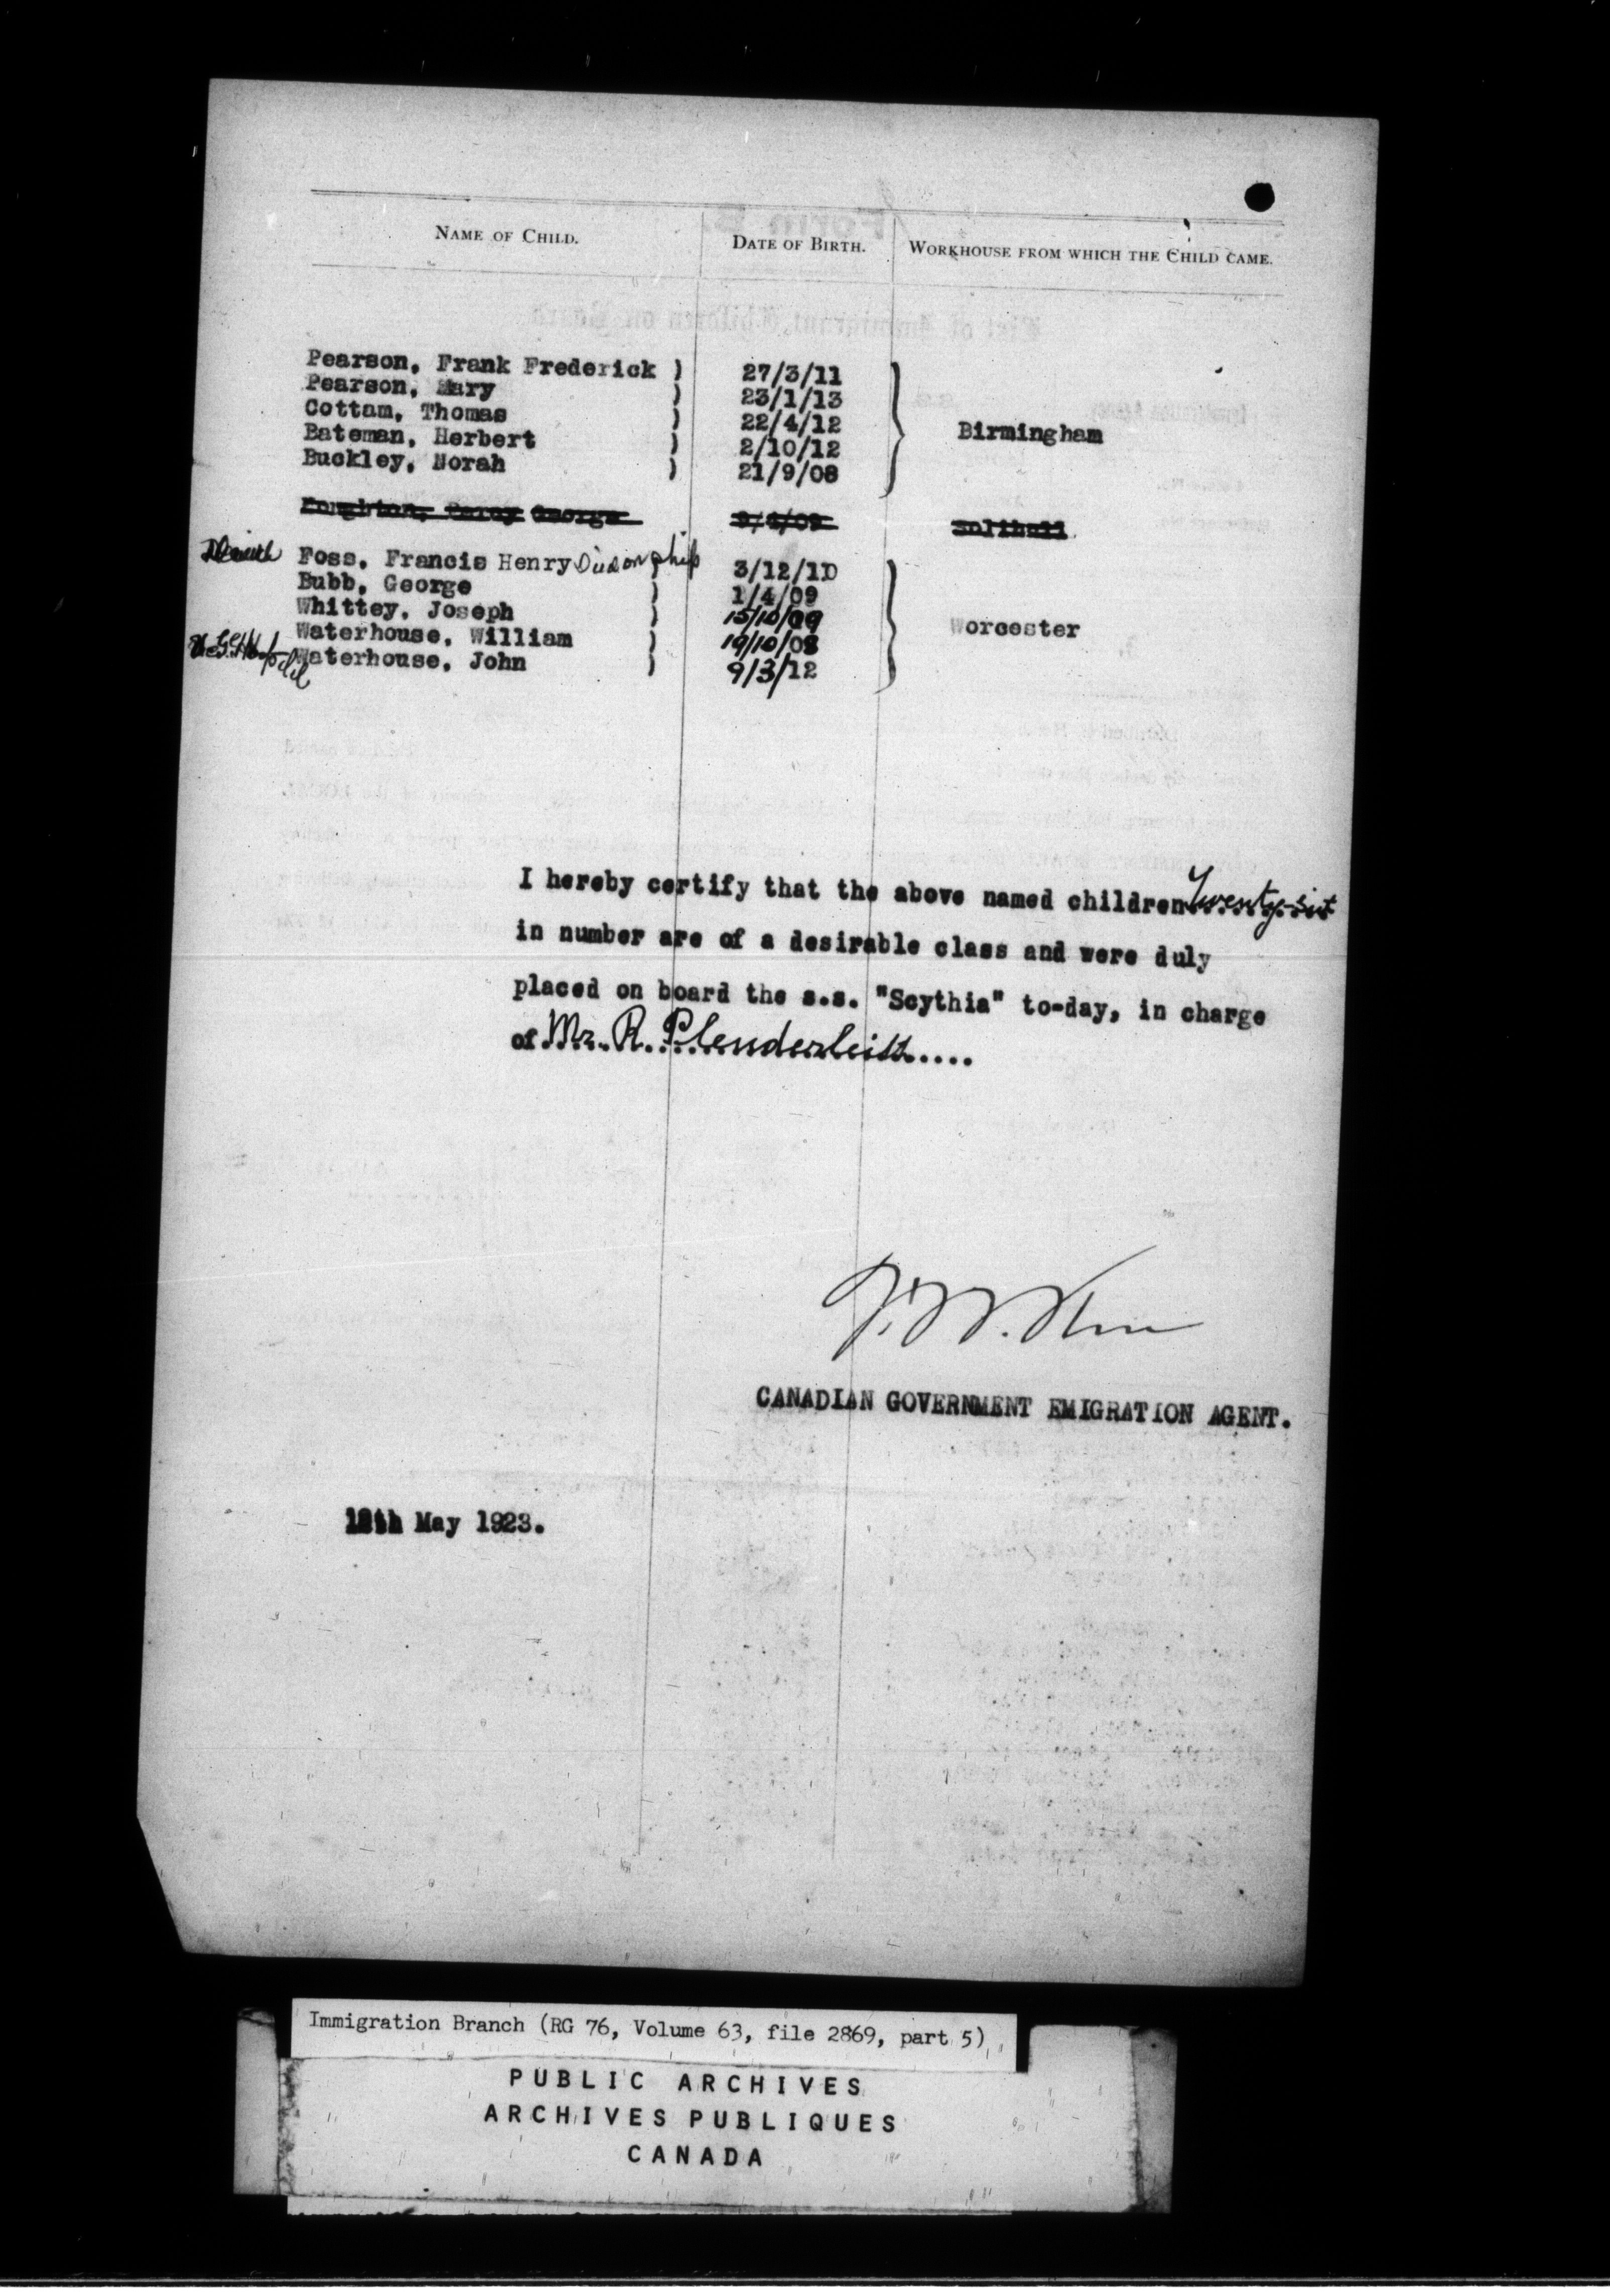 NAME OF CHILD. DATE OF BIRTH. WORKHOUSE FROM WHICH THE CHILD CAME.
Pearson, Frank Frederick ) 27/3/11
Pearson, Mary ) 23/1/13
Cottam, Thomas ) 22/4/12
Bateman, Herbert ) 2/10/12 Birmingham
Buckley, Norah ) 21/9/08
George Solihull
Foss, Francis Henry 3/12/10
Bubb, George ) 1/4/09
Whittey, Joseph ) 15/10/09
Waterhouse, William ) 19/10/08 Worcester
Waterhouse, John ) 9/3/12
I hereby certify that the above named children Twenty-six
in number are of a desirable class and were duly
placed on board the s.s. "Scythia" to-day, in charge
of Mr. R. Plenderleith.....
CANADIAN GOVERNMENT EMIGRATION AGENT.
May 1923.
Immigration Branch (RG 76, Volume 63, file 2869, part 5)
PUBLIC ARCHIVES
ARCHIVES PUBLIQUES
CANADA